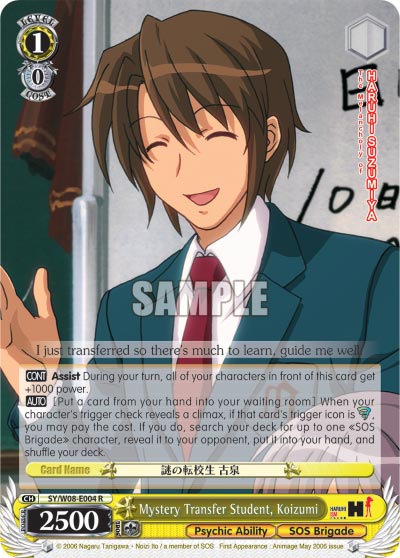 LEVEL
1
0
COST
The Melancholy of
HARUHI SUZUMIYA
日
10日
SAMPLE
I just transferred so there's much to learn, guide me well
CONT Assist During your turn, all of your characters in front of this card get
+1000 power.
AUTO [Put a card from your hand into your waiting room] When your
character's trigger check reveals a climax, if that card's trigger icon is
, you may pay the cost. If you do, search your deck for up to one «SOS
Brigade» character, reveal it to your opponent, put it into your hand, and
shuffle your deck.
Card Name
謎の転校生 古泉
CH
SY/W08-E004 R
2500
Mystery Transfer Student, Koizumi
Psychic Ability
SOS Brigade
HARUHI
H
© 2006 Nagaru Tanigawa・Noizi Ito / a member of SOS First Appearance : Animage May 2006 issue